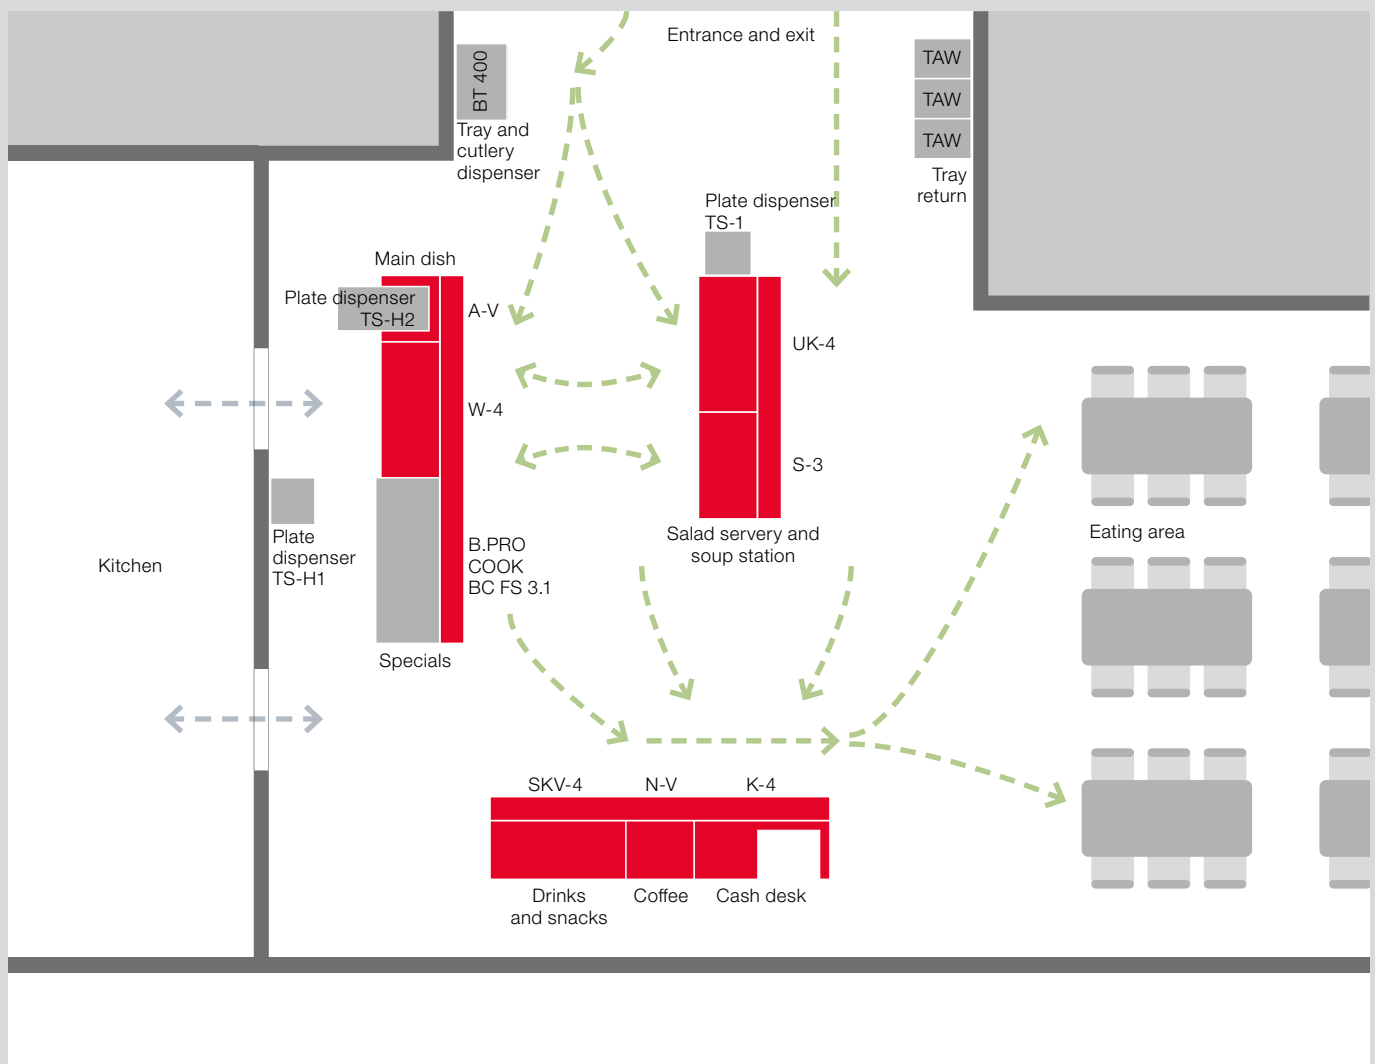 Entrance and exit
BT 400
Tray and
cutlery
dispenser
TAW
TAW
TAW
Tray
return
Plate dispenser
TS-1
Main dish
Plate dispenser
TS-H2
A-V
UK-4
W-4
S-3
Salad servery and
soup station
Plate
dispenser
TS-H1
Kitchen
B.PRO
COOK
BC FS 3.1
Specials
Eating area
SKV-4
N-V
K-4
Drinks
and snacks
Coffee
Cash desk